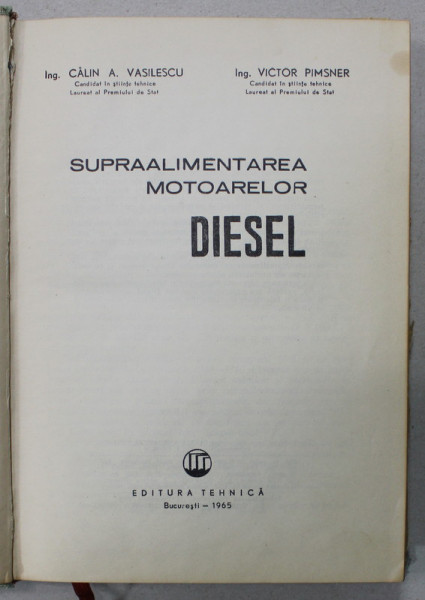 Ing. CĂLIN A. VASILESCU
Candidat în științe tehnice
Laureat al Premiului de Stat
Ing. VICTOR PIMSNER
Candidat în științe tehnice
Laureat al Premiului de Stat
SUPRAALIMENTAREA
MOTOARELOR
DIESEL
EDITURA TEHNICĂ
București — 1965